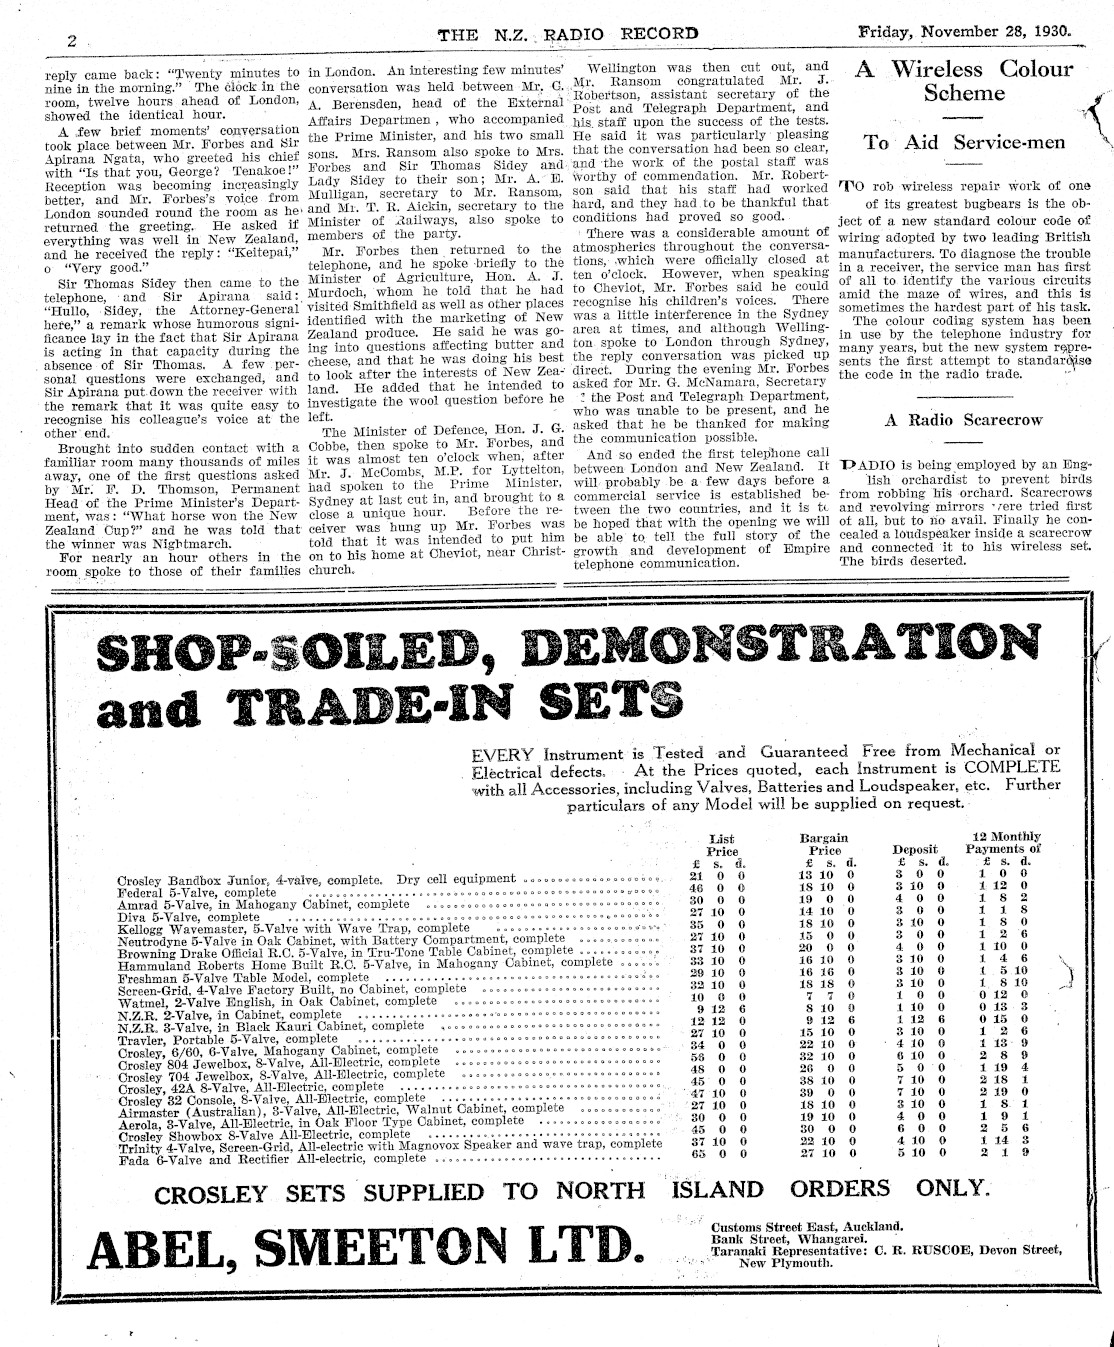 2
THE N.Z. RADIO RECORD
Friday, November 28, 1930.
reply came back: “Twenty minutes to
nine in the morning.” The clock in the
room, twelve hours ahead of London,
showed the identical hour.
A few brief moments’ conversation
took place between Mr. Forbes and Sir
Apirana Ngata, who greeted his chief
with “Is that you, George? Tenakoe!”
Reception was becoming increasingly
better, and Mr. Forbes’s voice from
London sounded round the room as he
returned the greeting. He asked if
everything was well in New Zealand,
and he received the reply: “Keitepai,”
o “Very good.”
Sir Thomas Sidey then came to the
telephone, and Sir Apirana said:
“Hullo, Sidey, the Attorney-General
here,” a remark whose humorous signi-
ficance lay in the fact that Sir Apirana
is acting in that capacity during the
absence of Sir Thomas. A few per-
sonal questions were exchanged, and
Sir Apirana put down the receiver with
the remark that it was quite easy to
recognise his colleague’s voice at the
other end.
Brought into sudden contact with a
familiar room many thousands of miles
away, one of the first questions asked
by Mr. F. D. Thomson, Permanent
Head of the Prime Minister’s Depart-
ment, was: “What horse won the New
Zealand Cup?” and he was told that
the winner was Nightmarch.
For nearly an hour others in the
room spoke to those of their families
in London. An interesting few minutes’
conversation was held between Mr. C.
A. Berensden, head of the External
Affairs Departmen , who accompanied
the Prime Minister, and his two small
sons. Mrs. Ransom also spoke to Mrs.
Forbes and Sir Thomas Sidey and
Lady Sidey to their son; Mr. A. E.
Mulligan, secretary to Mr. Ransom,
and Mr. T. R. Aickin, secretary to the
Minister of Railways, also spoke to
members of the party.
Mr. Forbes then returned to the
telephone, and he spoke briefly to the
Minister of Agriculture, Hon. A. J.
Murdoch, whom he told that he had
visited Smithfield as well as other places
identified with the marketing of New
Zealand produce. He said he was go-
ing into questions affecting butter and
cheese, and that he was doing his best
to look after the interests of New Zea-
land. He added that he intended to
investigate the wool question before he
left.
The Minister of Defence, Hon. J. G.
Cobbe, then spoke to Mr. Forbes, and
it was almost ten o’clock when, after
Mr. J. McCombs, M.P. for Lyttelton,
had spoken to the Prime Minister,
Sydney at last cut in, and brought to a
close a unique hour. Before the re-
ceiver was hung up Mr. Forbes was
told that it was intended to put him
on to his home at Cheviot, near Christ-
church.
Wellington was then cut out, and
Mr. Ransom congratulated Mr. J.
Robertson, assistant secretary of the
Post and Telegraph Department, and
his staff upon the success of the tests.
He said it was particularly pleasing
that the conversation had been so clear,
and the work of the postal staff was
worthy of commendation. Mr. Robert-
son said that his staff had worked
hard, and they had to be thankful that
conditions had proved so good.
There was a considerable amount of
atmospherics throughout the conversa-
tions, which were officially closed at
ten o’clock. However, when speaking
to Cheviot, Mr. Forbes said he could
recognise his children’s voices. There
was a little interference in the Sydney
area at times, and although Welling-
ton spoke to London through Sydney,
the reply conversation was picked up
direct. During the evening Mr. Forbes
asked for Mr. G. McNamara, Secretary
the Post and Telegraph Department,
who was unable to be present, and he
asked that he be thanked for making
the communication possible.
And so ended the first telephone call
between London and New Zealand. It
will probably be a few days before a
commercial service is established be-
tween the two countries, and it is to
be hoped that with the opening we will
be able to tell the full story of the
growth and development of Empire
telephone communication.
A Wireless Colour
Scheme
To Aid Service-men
TO rob wireless repair work of one
of its greatest bugbears is the ob-
ject of a new standard colour code of
wiring adopted by two leading British
manufacturers. To diagnose the trouble
in a receiver, the service man has first
of all to identify the various circuits
amid the maze of wires, and this is
sometimes the hardest part of his task.
The colour coding system has been
in use by the telephone industry for
many years, but the new system repre-
sents the first attempt to standardise
the code in the radio trade.
A Radio Scarecrow
RADIO is being employed by an Eng-
lish orchardist to prevent birds
from robbing his orchard. Scarecrows
and revolving mirrors were tried first
of all, but to no avail. Finally he con-
cealed a loudspeaker inside a scarecrow
and connected it to his wireless set.
The birds deserted.
SHOP-SOILED, DEMONSTRATION
and TRADE-IN SETS
EVERY Instrument is Tested and Guaranteed Free from Mechanical or
Electrical defects. At the Prices quoted, each Instrument is COMPLETE
with all Accessories, including Valves, Batteries and Loudspeaker, etc. Further
particulars of any Model will be supplied on request.
List Price Bargain Price Deposit 12 Monthly Payments of
£ s. d. £ s. d. £ s. d. £ s. d.
Crosley Bandbox Junior, 4-valve, complete. Dry cell equipment 21 0 0 13 10 0 3 0 0 1 0 0
Federal 5-Valve, complete 46 0 0 18 10 0 3 10 0 1 12 0
Amrad 5-Valve, in Mahogany Cabinet, complete 30 0 0 19 0 0 4 0 0 1 8 2
Diva 5-Valve, complete 27 10 0 14 10 0 3 0 0 1 1 8
Kellogg Wavemaster, 5-Valve with Wave Trap, complete 35 0 0 18 10 0 3 10 0 1 8 0
Neutrodyne 5-Valve in Oak Cabinet, with Battery Compartment, complete 27 10 0 15 0 0 3 0 0 1 2 6
Browning Drake Official R.C. 5-Valve, in Tru-Tone Table Cabinet, complete 37 10 0 20 0 0 4 0 0 1 10 0
Hammuland Roberts Home Built R.C. 5-Valve, in Mahogany Cabinet, complete 33 10 0 16 10 0 3 10 0 1 4 6
Freshman 5-Valve Table Model, complete 29 10 0 16 16 0 3 10 0 1 5 10
Screen-Grid, 4-Valve Factory Built, no Cabinet, complete 32 10 0 18 18 0 3 10 0 1 8 10
Watmel, 2-Valve English, in Oak Cabinet, complete 10 0 0 7 7 0 1 0 0 0 12 0
N.Z.R. 2-Valve, in Cabinet, complete 9 12 6 8 10 0 1 10 0 0 13 3
N.Z.R. 3-Valve, in Black Kauri Cabinet, complete 12 12 0 9 12 6 1 12 6 0 15 0
Travler, Portable 5-Valve, complete 27 10 0 15 10 0 3 10 0 1 2 6
Crosley, 6/60, 6-Valve, Mahogany Cabinet, complete 34 0 0 22 10 0 4 10 0 1 13 9
Crosley 804 Jewelbox, 8-Valve, All-Electric, complete 56 0 0 32 10 0 6 10 0 2 8 9
Crosley 704 Jewelbox, 8-Valve, All-Electric, complete 48 0 0 26 0 0 5 0 0 1 19 4
Crosley, 42A 8-Valve, All-Electric, complete 45 0 0 38 10 0 7 10 0 2 18 1
Crosley 32 Console, 8-Valve, All-Electric, complete 47 10 0 39 0 0 7 10 0 2 19 0
Airmaster (Australian), 3-Valve, All-Electric, Walnut Cabinet, complete 27 10 0 18 10 0 3 10 0 1 8 1
Aerola, 3-Valve, All-Electric, in Oak Floor Type Cabinet, complete 30 0 0 19 10 0 4 0 0 1 9 1
Crosley Showbox 8-Valve All-Electric, complete 45 0 0 30 0 0 6 0 0 2 5 6
Trinity 4-Valve, Screen-Grid, All-electric with Magnovox Speaker and wave trap, complete 37 10 0 22 10 0 4 10 0 1 14 3
Fada 6-Valve and Rectifier All-electric, complete 65 0 0 27 10 0 5 10 0 2 1 9
CROSLEY SETS SUPPLIED TO NORTH ISLAND ORDERS ONLY.
ABEL, SMEETON LTD.
Customs Street East, Auckland.
Bank Street, Whangarei.
Taranaki Representative: C. R. RUSCOE, Devon Street,
New Plymouth.